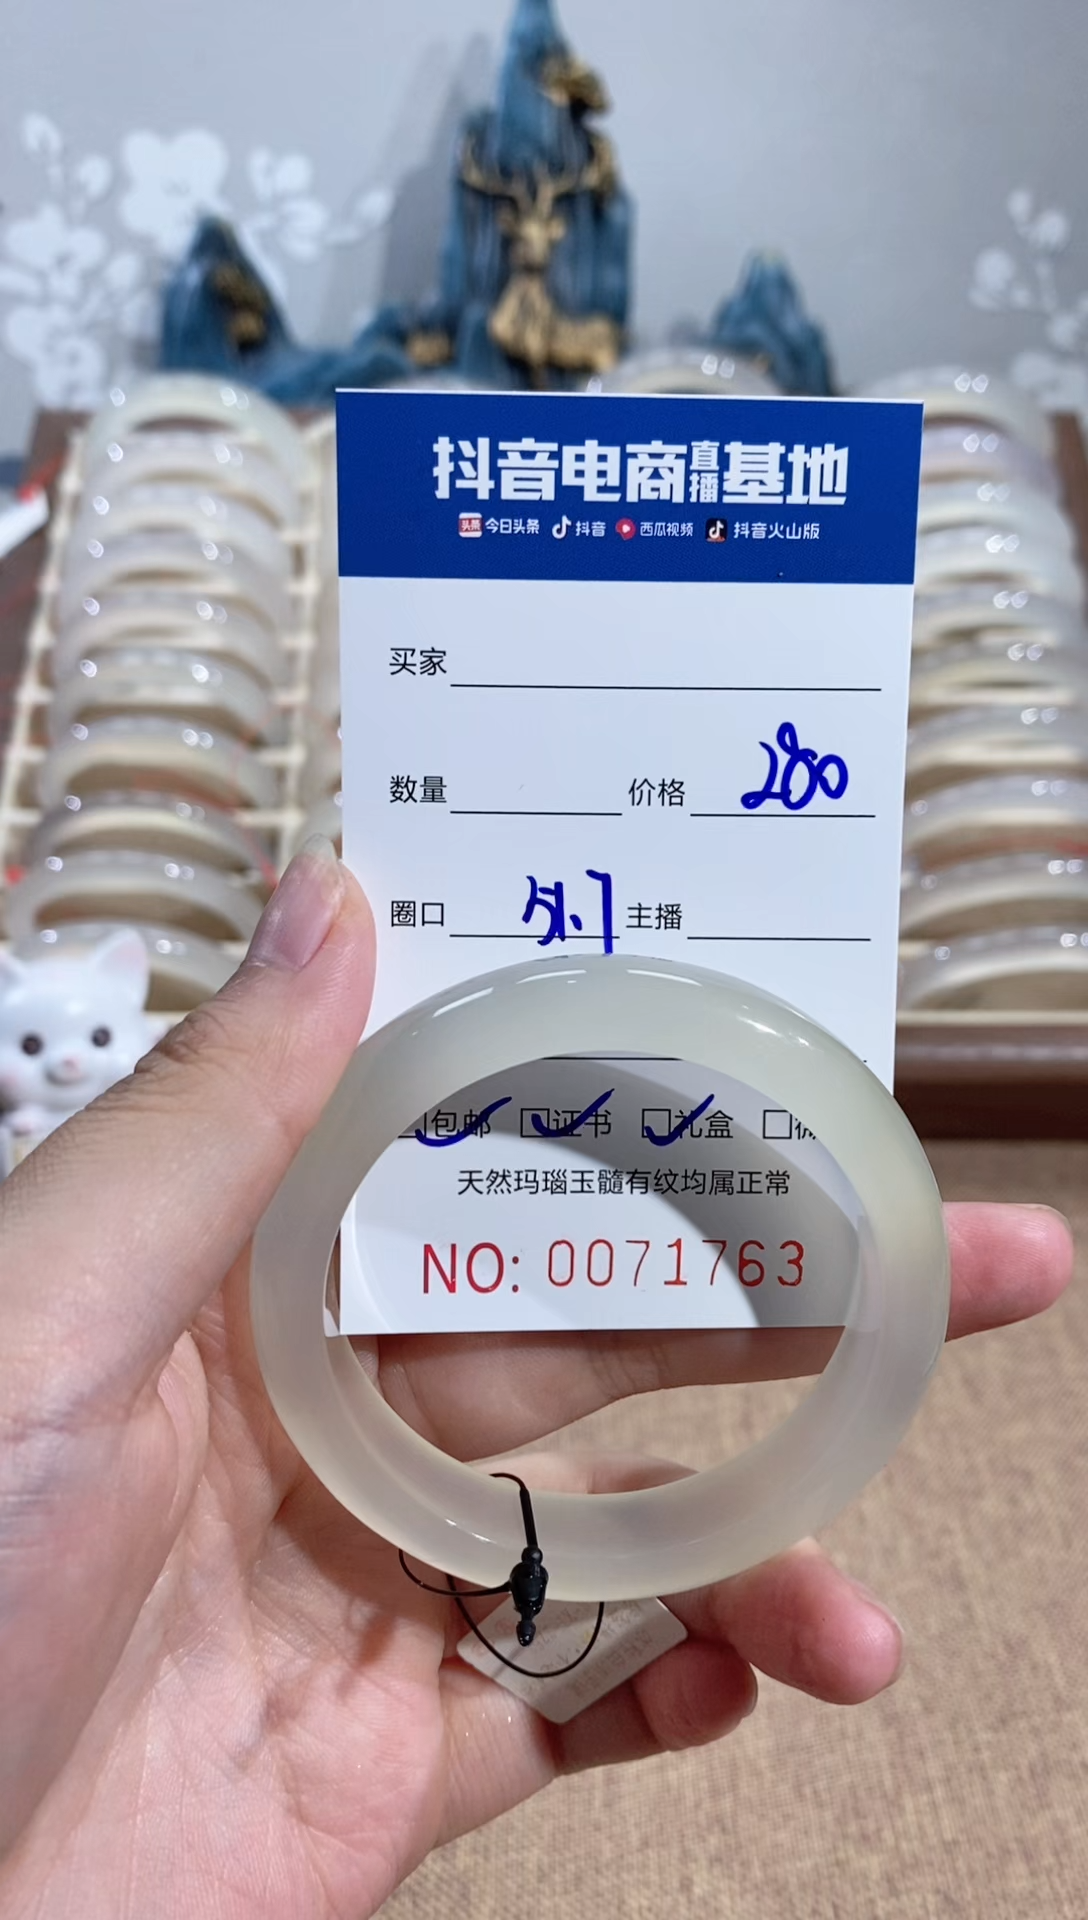 抖音电商直播基地
今日头条 抖音 西瓜视频 抖音火山版
买家
数量 价格 280
圈口 51.7 主播
包邮 证书 礼盒
天然玛瑙玉髓有纹均属正常
NO: 0071763